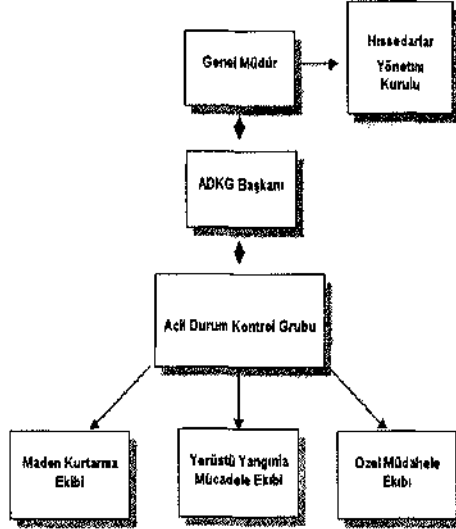 Genel Müdür
Hissedarlar
Yönetim
Kurulu
ADKG Başkanı
Acil Durum Kontrol Grubu
Maden Kurtarma
Ekibi
Yerüstü Yangınla
Mücadele Ekibi
Özel Müdahele
Ekibi